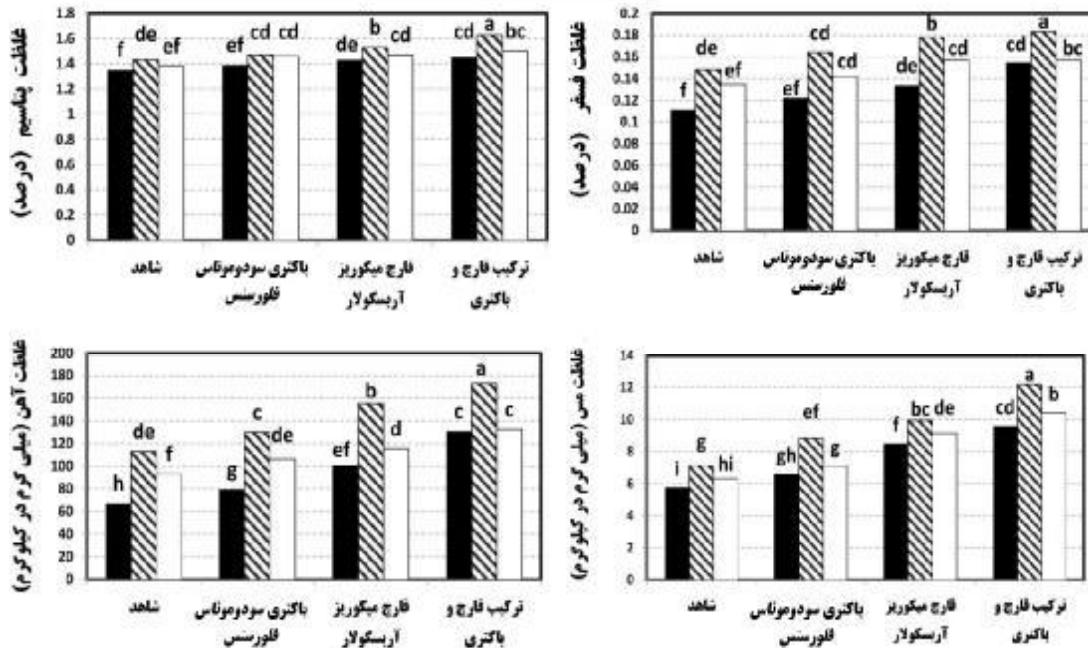 غلظت پتاسیم (درصد)
1.8
1.6
1.4
1.2
1
0.8
0.6
0.4
0.2
0
f de ef ef cd cd de b cd cd a bc
شاهد
باکتری سودوموناس
فلورسنس
قارچ میکوریز
آربسکولار
ترکیب قارچ و
باکتری
غلظت فسفر (درصد)
0.2
0.18
0.16
0.14
0.12
0.1
0.08
0.06
0.04
0.02
0
f de ef ef cd cd de b cd cd a bc
شاهد
باکتری سودوموناس
فلورسنس
قارچ میکوریز
آربسکولار
ترکیب قارچ و
باکتری
غلظت آهن (میلی گرم در کیلوگرم)
200
180
160
140
120
100
80
60
40
20
0
h de f g c de ef b d c a c
شاهد
باکتری سودوموناس
فلورسنس
قارچ میکوریز
آربسکولار
ترکیب قارچ و
باکتری
غلظت مس (میلی گرم در کیلوگرم)
14
12
10
8
6
4
2
0
i g hi gh ef g f bc de cd a b
شاهد
باکتری سودوموناس
فلورسنس
قارچ میکوریز
آربسکولار
ترکیب قارچ و
باکتری